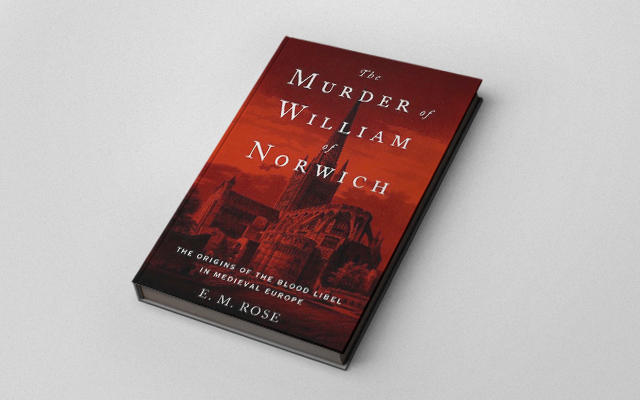 The
MURDER of
WILLIAM
of
NORWICH
THE ORIGINS OF THE BLOOD LIBEL
IN MEDIEVAL EUROPE
E. M. ROSE